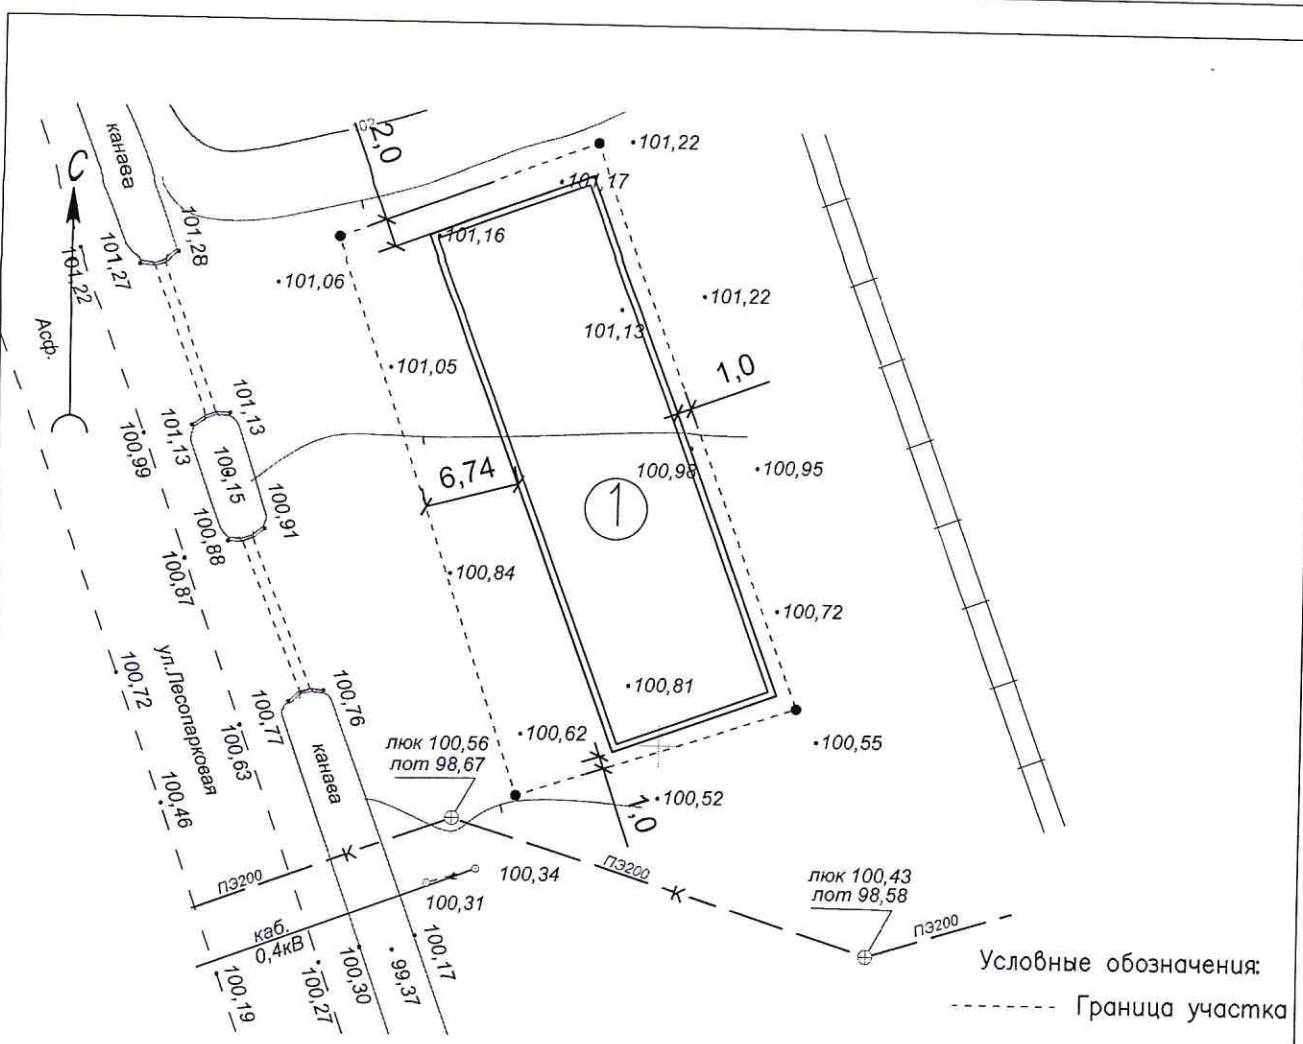 102
2,0
101,22
канава
С
101,17
101,28
101,16
101,27
101,22
101,06
101,22
101,13
Асф.
101,05
1,0
101,13
101,13
100,99
100,15
6,74
100,98
100,95
1
100,91
100,88
100,87
100,84
100,72
100,72
ул.Лесопарковая
100,76
100,77
100,81
100,63
100,62
люк 100,56
лот 98,67
100,55
канава
100,46
100,52
1,0
ПЭ200
К
100,34
100,31
ПЭ200
К
люк 100,43
лот 98,58
каб.
0,4кВ
ПЭ200
100,17
99,37
100,30
100,27
100,19
Условные обозначения:
Граница участка